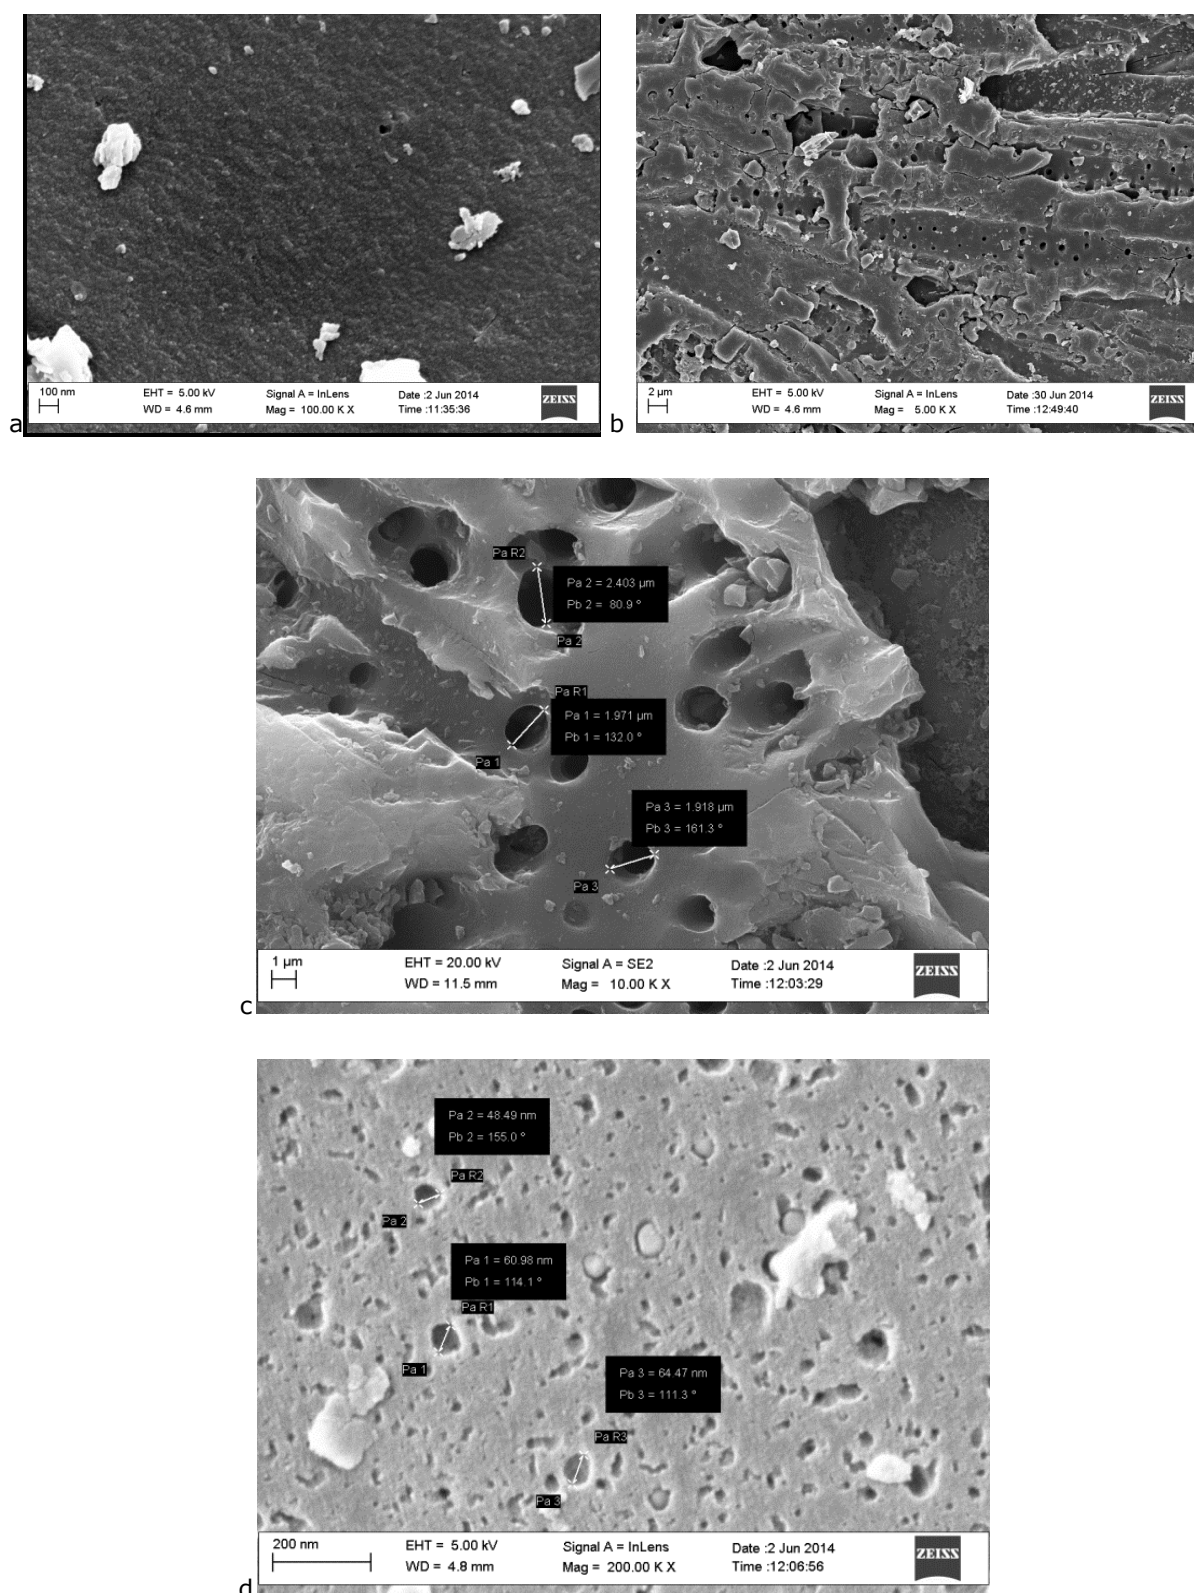 100 nm
EHT = 5.00 kV
Signal A = InLens
Date :2 Jun 2014
ZEISS
WD = 4.6 mm
Mag = 100.00 K X
Time :11:35:36
a
2 µm
EHT = 5.00 kV
Signal A = InLens
Date :30 Jun 2014
ZEISS
WD = 4.6 mm
Mag = 5.00 K X
Time :12:49:40
b
Pa R2
Pa 2 = 2.403 µm
Pb 2 = 80.9 °
Pa 2
Pa R1
Pa 1 = 1.971 µm
Pb 1 = 132.0 °
Pa 1
Pa 3 = 1.918 µm
Pb 3 = 161.3 °
Pa 3
1 µm
EHT = 20.00 kV
Signal A = SE2
Date :2 Jun 2014
ZEISS
WD = 11.5 mm
Mag = 10.00 K X
Time :12:03:29
c
Pa 2 = 48.49 nm
Pb 2 = 155.0 °
Pa R2
Pa 2
Pa 1 = 60.98 nm
Pb 1 = 114.1 °
Pa R1
Pa 1
Pa 3 = 64.47 nm
Pb 3 = 111.3 °
Pa R3
Pa 3
200 nm
EHT = 5.00 kV
Signal A = InLens
Date :2 Jun 2014
ZEISS
WD = 4.8 mm
Mag = 200.00 K X
Time :12:06:56
d